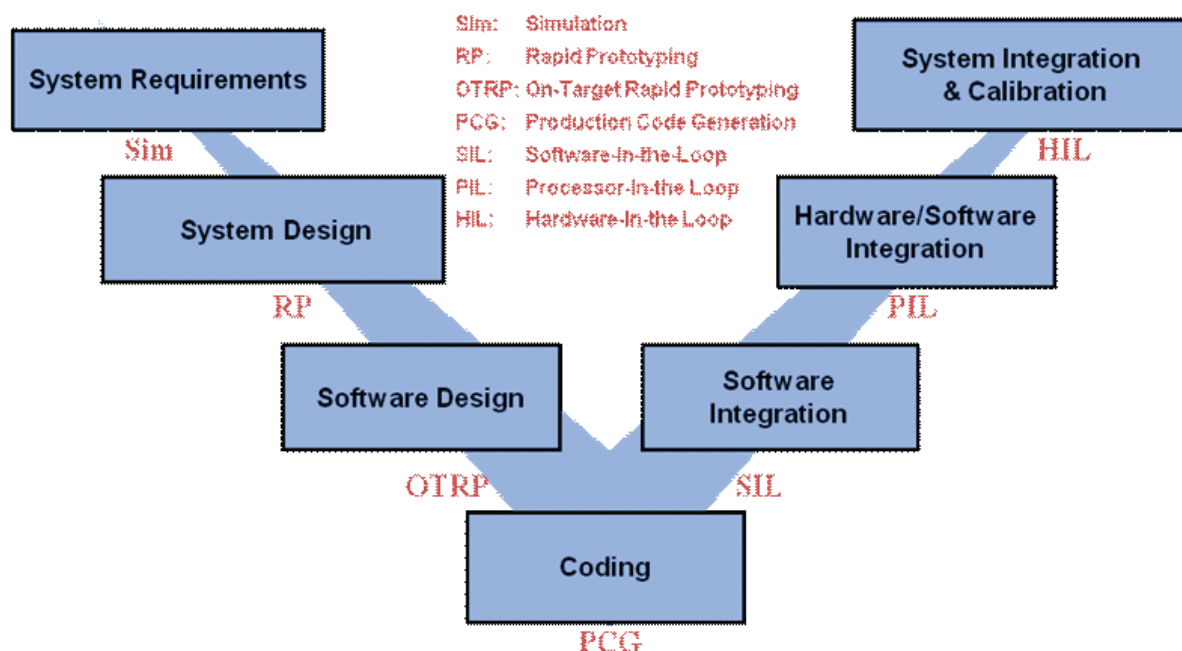 System Requirements
Sim
System Design
RP
Software Design
OTRP
Coding
PCG
Sim: Simulation
RP: Rapid Prototyping
OTRP: On-Target Rapid Prototyping
PCG: Production Code Generation
SIL: Software-In-the-Loop
PIL: Processor-In-the Loop
HIL: Hardware-In-the Loop
System Integration
& Calibration
HIL
Hardware/Software
Integration
PIL
Software
Integration
SIL